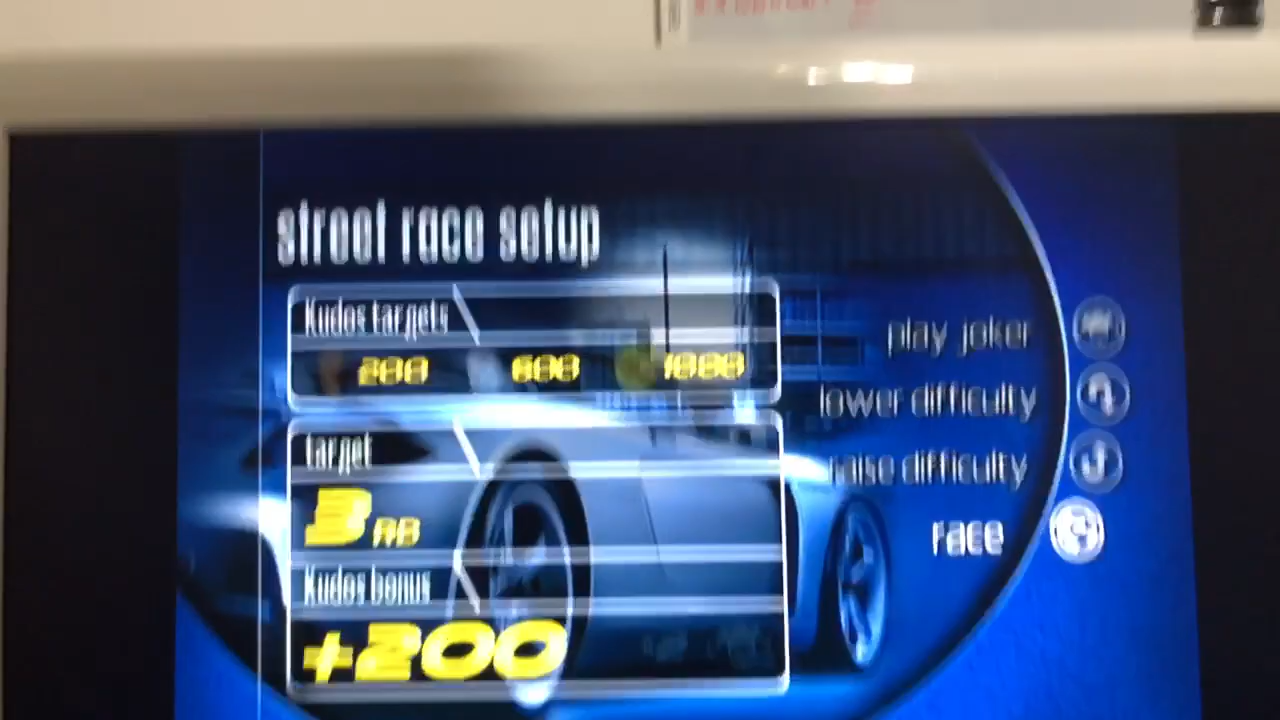 street race setup
Kudos targets
200 600 1000
play joker
lower difficulty
target
raise difficulty
3RD
race
Kudos bonus
+200